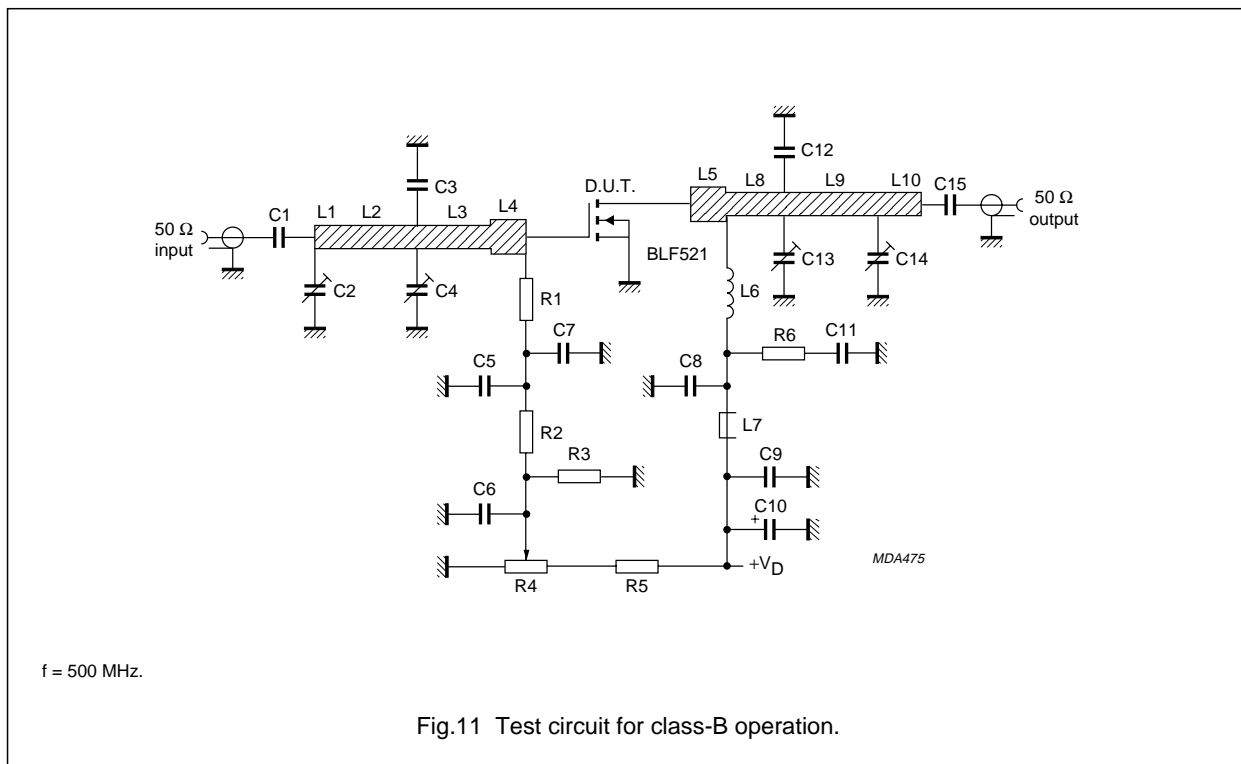 C12
L5
L8
L9
L10
C15
50 Ω
output
C3
D.U.T.
L1
L2
L3
L4
C1
50 Ω
input
BLF521
C13
C14
C2
C4
L6
R1
C7
R6
C11
C5
C8
R2
L7
R3
C9
C6
C10
+
R4
R5
+VD
MDA475
f = 500 MHz.
Fig.11 Test circuit for class-B operation.